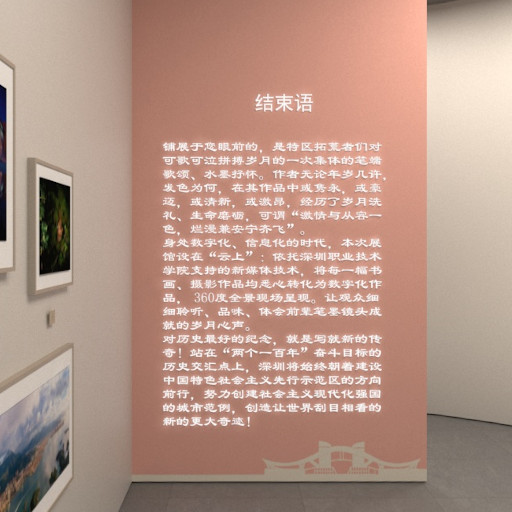 结束语
铺展于您眼前的，是特区拓荒者们对
可歌可泣拼搏岁月的一次集体的笔端
歌颂、水墨抒怀。作者无论年岁几许，
发色为何，在其作品中或隽永，或豪
迈，或清新，或激昂，经历了岁月洗
礼、生命磨砺，可谓“激情与从容一
色，烂漫兼安宁齐飞”。
身处数字化、信息化的时代，本次展
馆设在“云上”：依托深圳职业技术
学院支持的新媒体技术，将每一幅书
画、摄影作品均悉心转化为数字化作
品，360度全景现场呈现。让观众细
细聆听、品味、体会前辈笔墨镜头成
就的岁月心声。
对历史最好的纪念，就是写就新的传
奇！站在“两个一百年”奋斗目标的
历史交汇点上，深圳将始终朝着建设
中国特色社会主义先行示范区的方向
前行，努力创建社会主义现代化强国
的城市范例，创造让世界刮目相看的
新的更大奇迹！